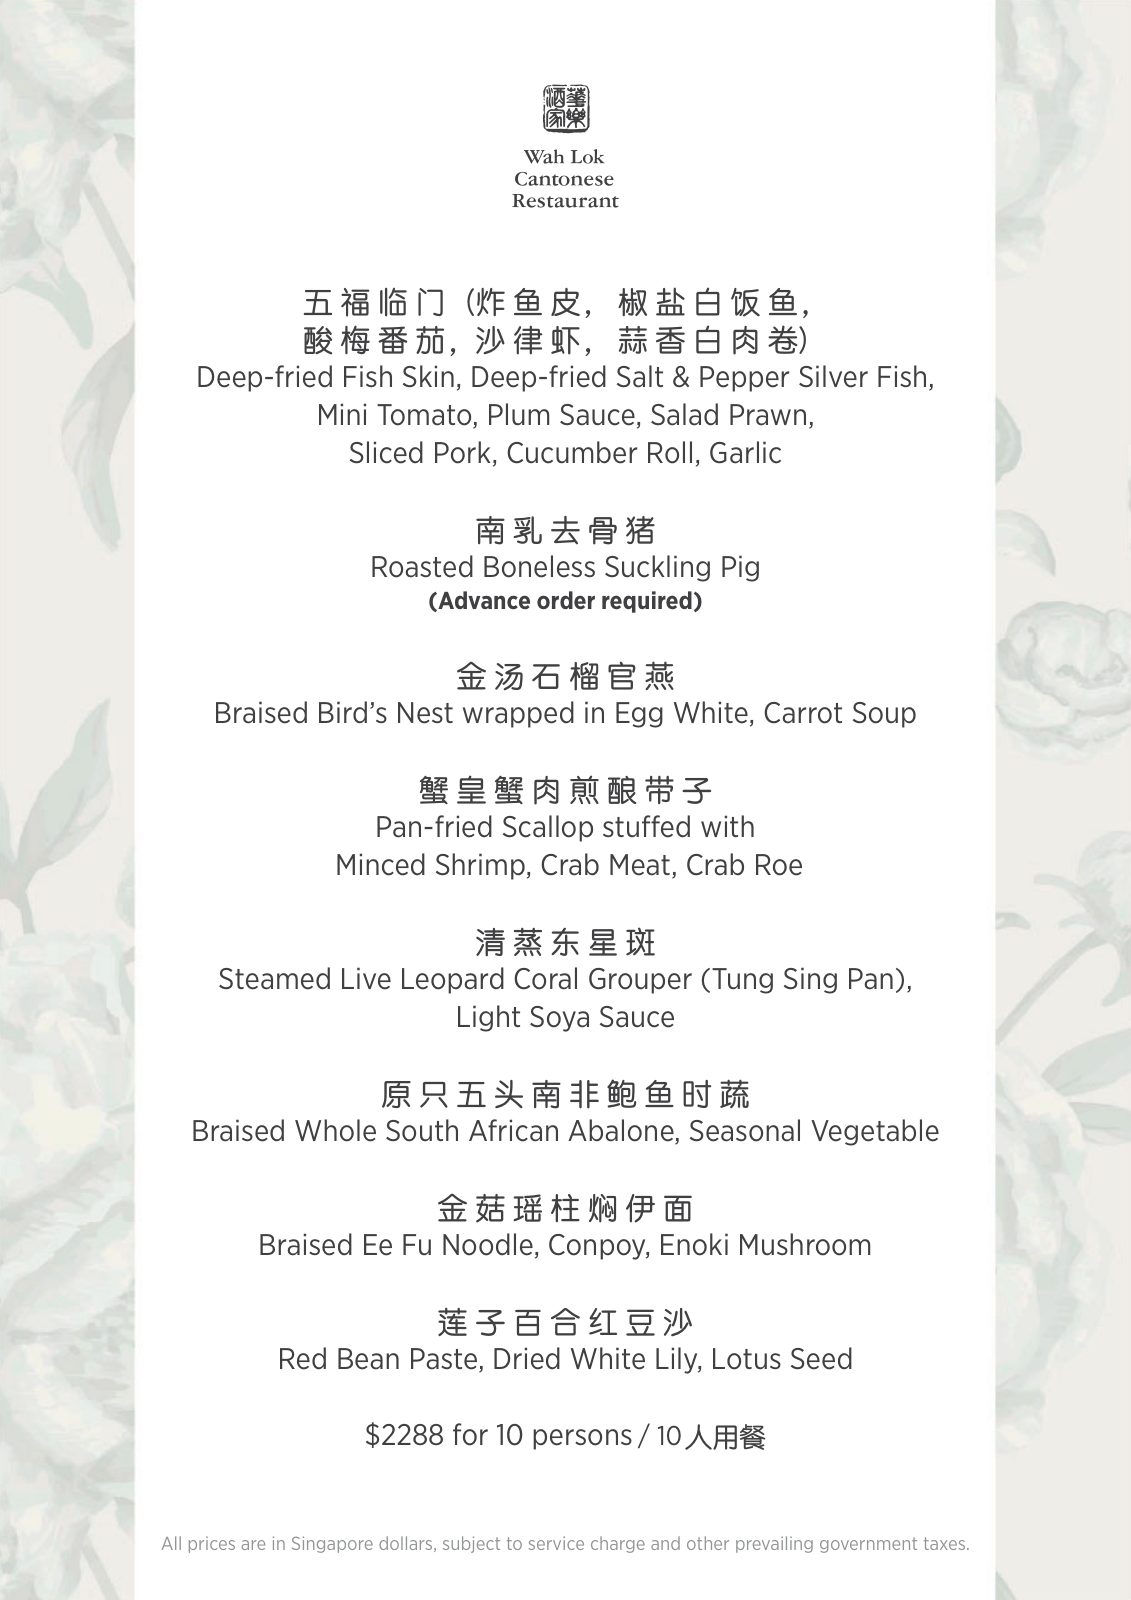 華樂酒家
Wah Lok
Cantonese
Restaurant
五福临门（炸鱼皮，椒盐白饭鱼，
酸梅番茄，沙律虾，蒜香白肉卷）
Deep-fried Fish Skin, Deep-fried Salt & Pepper Silver Fish,
Mini Tomato, Plum Sauce, Salad Prawn,
Sliced Pork, Cucumber Roll, Garlic
南乳去骨猪
Roasted Boneless Suckling Pig
(Advance order required)
金汤石榴官燕
Braised Bird’s Nest wrapped in Egg White, Carrot Soup
蟹皇蟹肉煎酿带子
Pan-fried Scallop stuffed with
Minced Shrimp, Crab Meat, Crab Roe
清蒸东星斑
Steamed Live Leopard Coral Grouper (Tung Sing Pan),
Light Soya Sauce
原只五头南非鲍鱼时蔬
Braised Whole South African Abalone, Seasonal Vegetable
金菇瑶柱焖伊面
Braised Ee Fu Noodle, Conpoy, Enoki Mushroom
莲子百合红豆沙
Red Bean Paste, Dried White Lily, Lotus Seed
$2288 for 10 persons / 10人用餐
All prices are in Singapore dollars, subject to service charge and other prevailing government taxes.